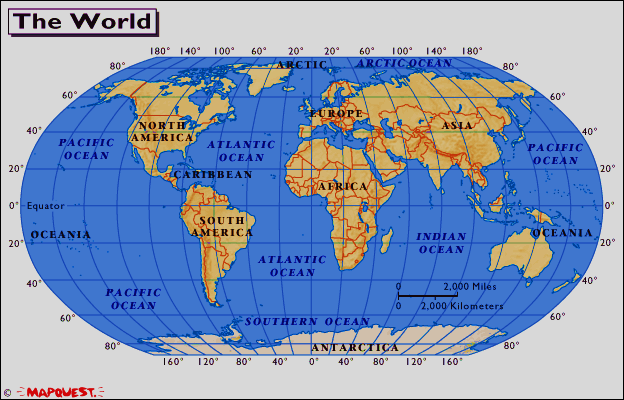 The World
180° 140° 100° 60° 20° 20° 60° 100° 140° 180°
ARCTIC
ARCTIC OCEAN
80° 80°
60° 60°
EUROPE
NORTH
AMERICA
ASIA
40° 40°
PACIFIC
OCEAN
ATLANTIC
OCEAN
PACIFIC
OCEAN
20° 20°
CARIBBEAN
AFRICA
0° Equator 0°
SOUTH
AMERICA
OCEANIA
OCEANIA
INDIAN
OCEAN
20° 20°
ATLANTIC
OCEAN
40° 40°
PACIFIC
OCEAN
0 2,000 Miles
0 2,000 Kilometers
60° 60°
SOUTHERN OCEAN
80° 80°
ANTARCTICA
160° 120° 80° 40° 0° 40° 80° 120° 160°
© MAPQUEST.